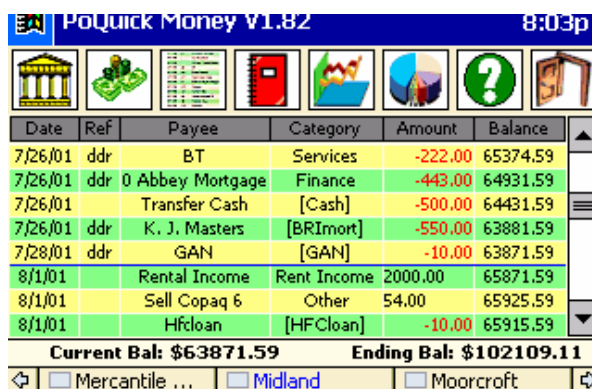 PoQuick Money V1.82 8:03p
Date Ref Payee Category Amount Balance
7/26/01 ddr BT Services -222.00 65374.59
7/26/01 ddr 0 Abbey Mortgage Finance -443.00 64931.59
7/26/01 Transfer Cash [Cash] -500.00 64431.59
7/26/01 ddr K. J. Masters [BRImort] -550.00 63881.59
7/28/01 ddr GAN [GAN] -10.00 63871.59
8/1/01 Rental Income Rent Income 2000.00 65871.59
8/1/01 Sell Copaq 6 Other 54.00 65925.59
8/1/01 Hfcloan [HFCloan] -10.00 65915.59
Current Bal: $63871.59 Ending Bal: $102109.11
Mercantile ... Midland Moorcroft